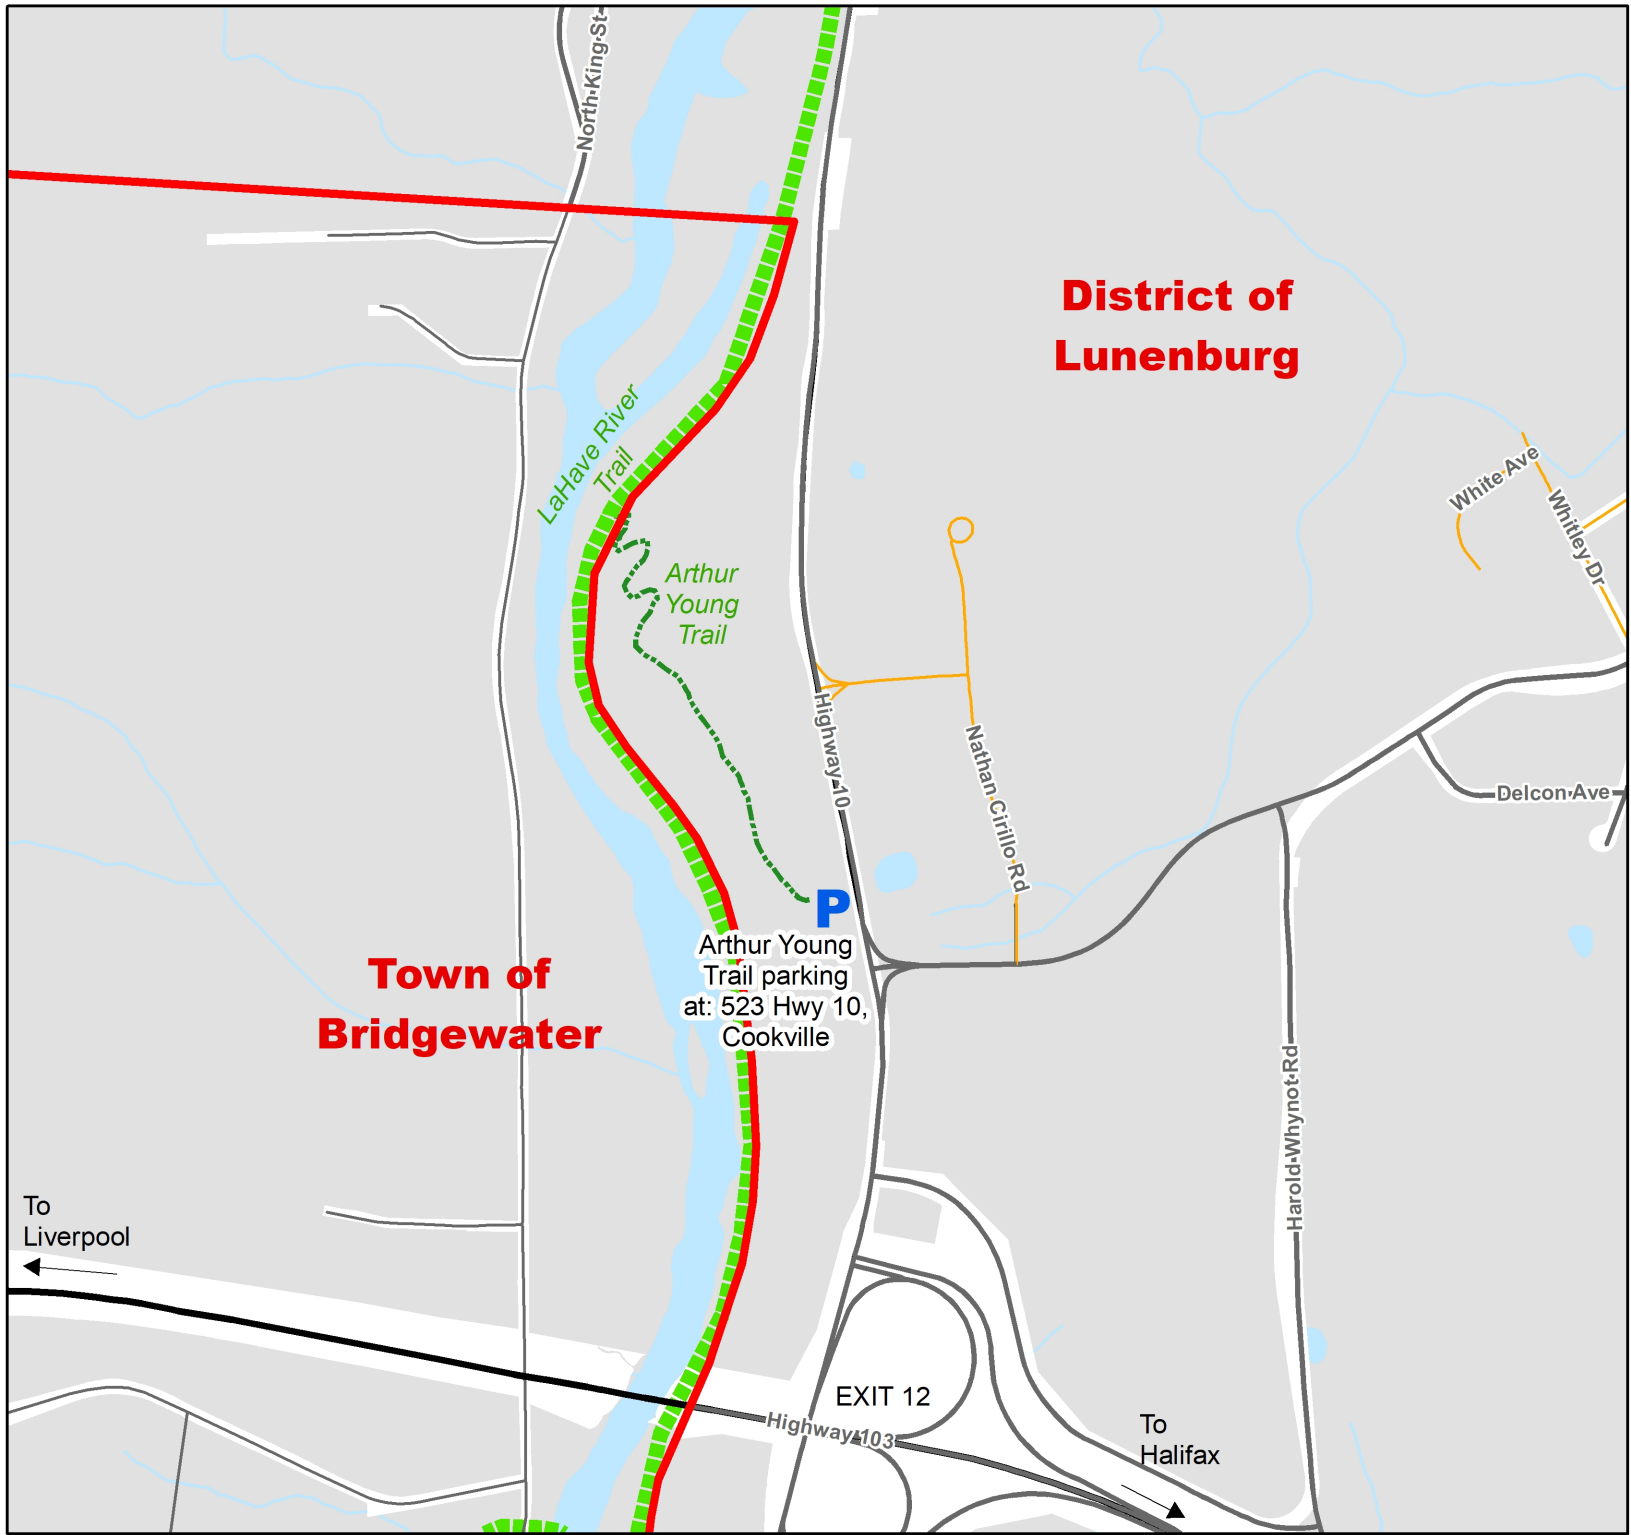 North King St
District of
Lunenburg
LaHave River
Trail
White Ave
Whitley Dr
Arthur
Young
Trail
Highway 10
Nathan Cirillo Rd
Delcon Ave
P
Arthur Young
Trail parking
at: 523 Hwy 10,
Cookville
Town of
Bridgewater
Harold Whynot Rd
To
Liverpool
EXIT 12
Highway 103
To
Halifax